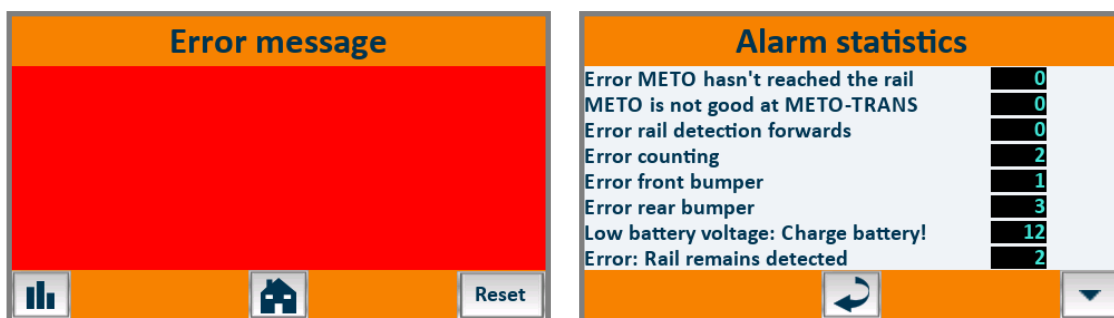 Error message
Reset
Alarm statistics
Error METO hasn't reached the rail 0
METO is not good at METO-TRANS 0
Error rail detection forwards 0
Error counting 2
Error front bumper 1
Error rear bumper 3
Low battery voltage: Charge battery! 12
Error: Rail remains detected 2